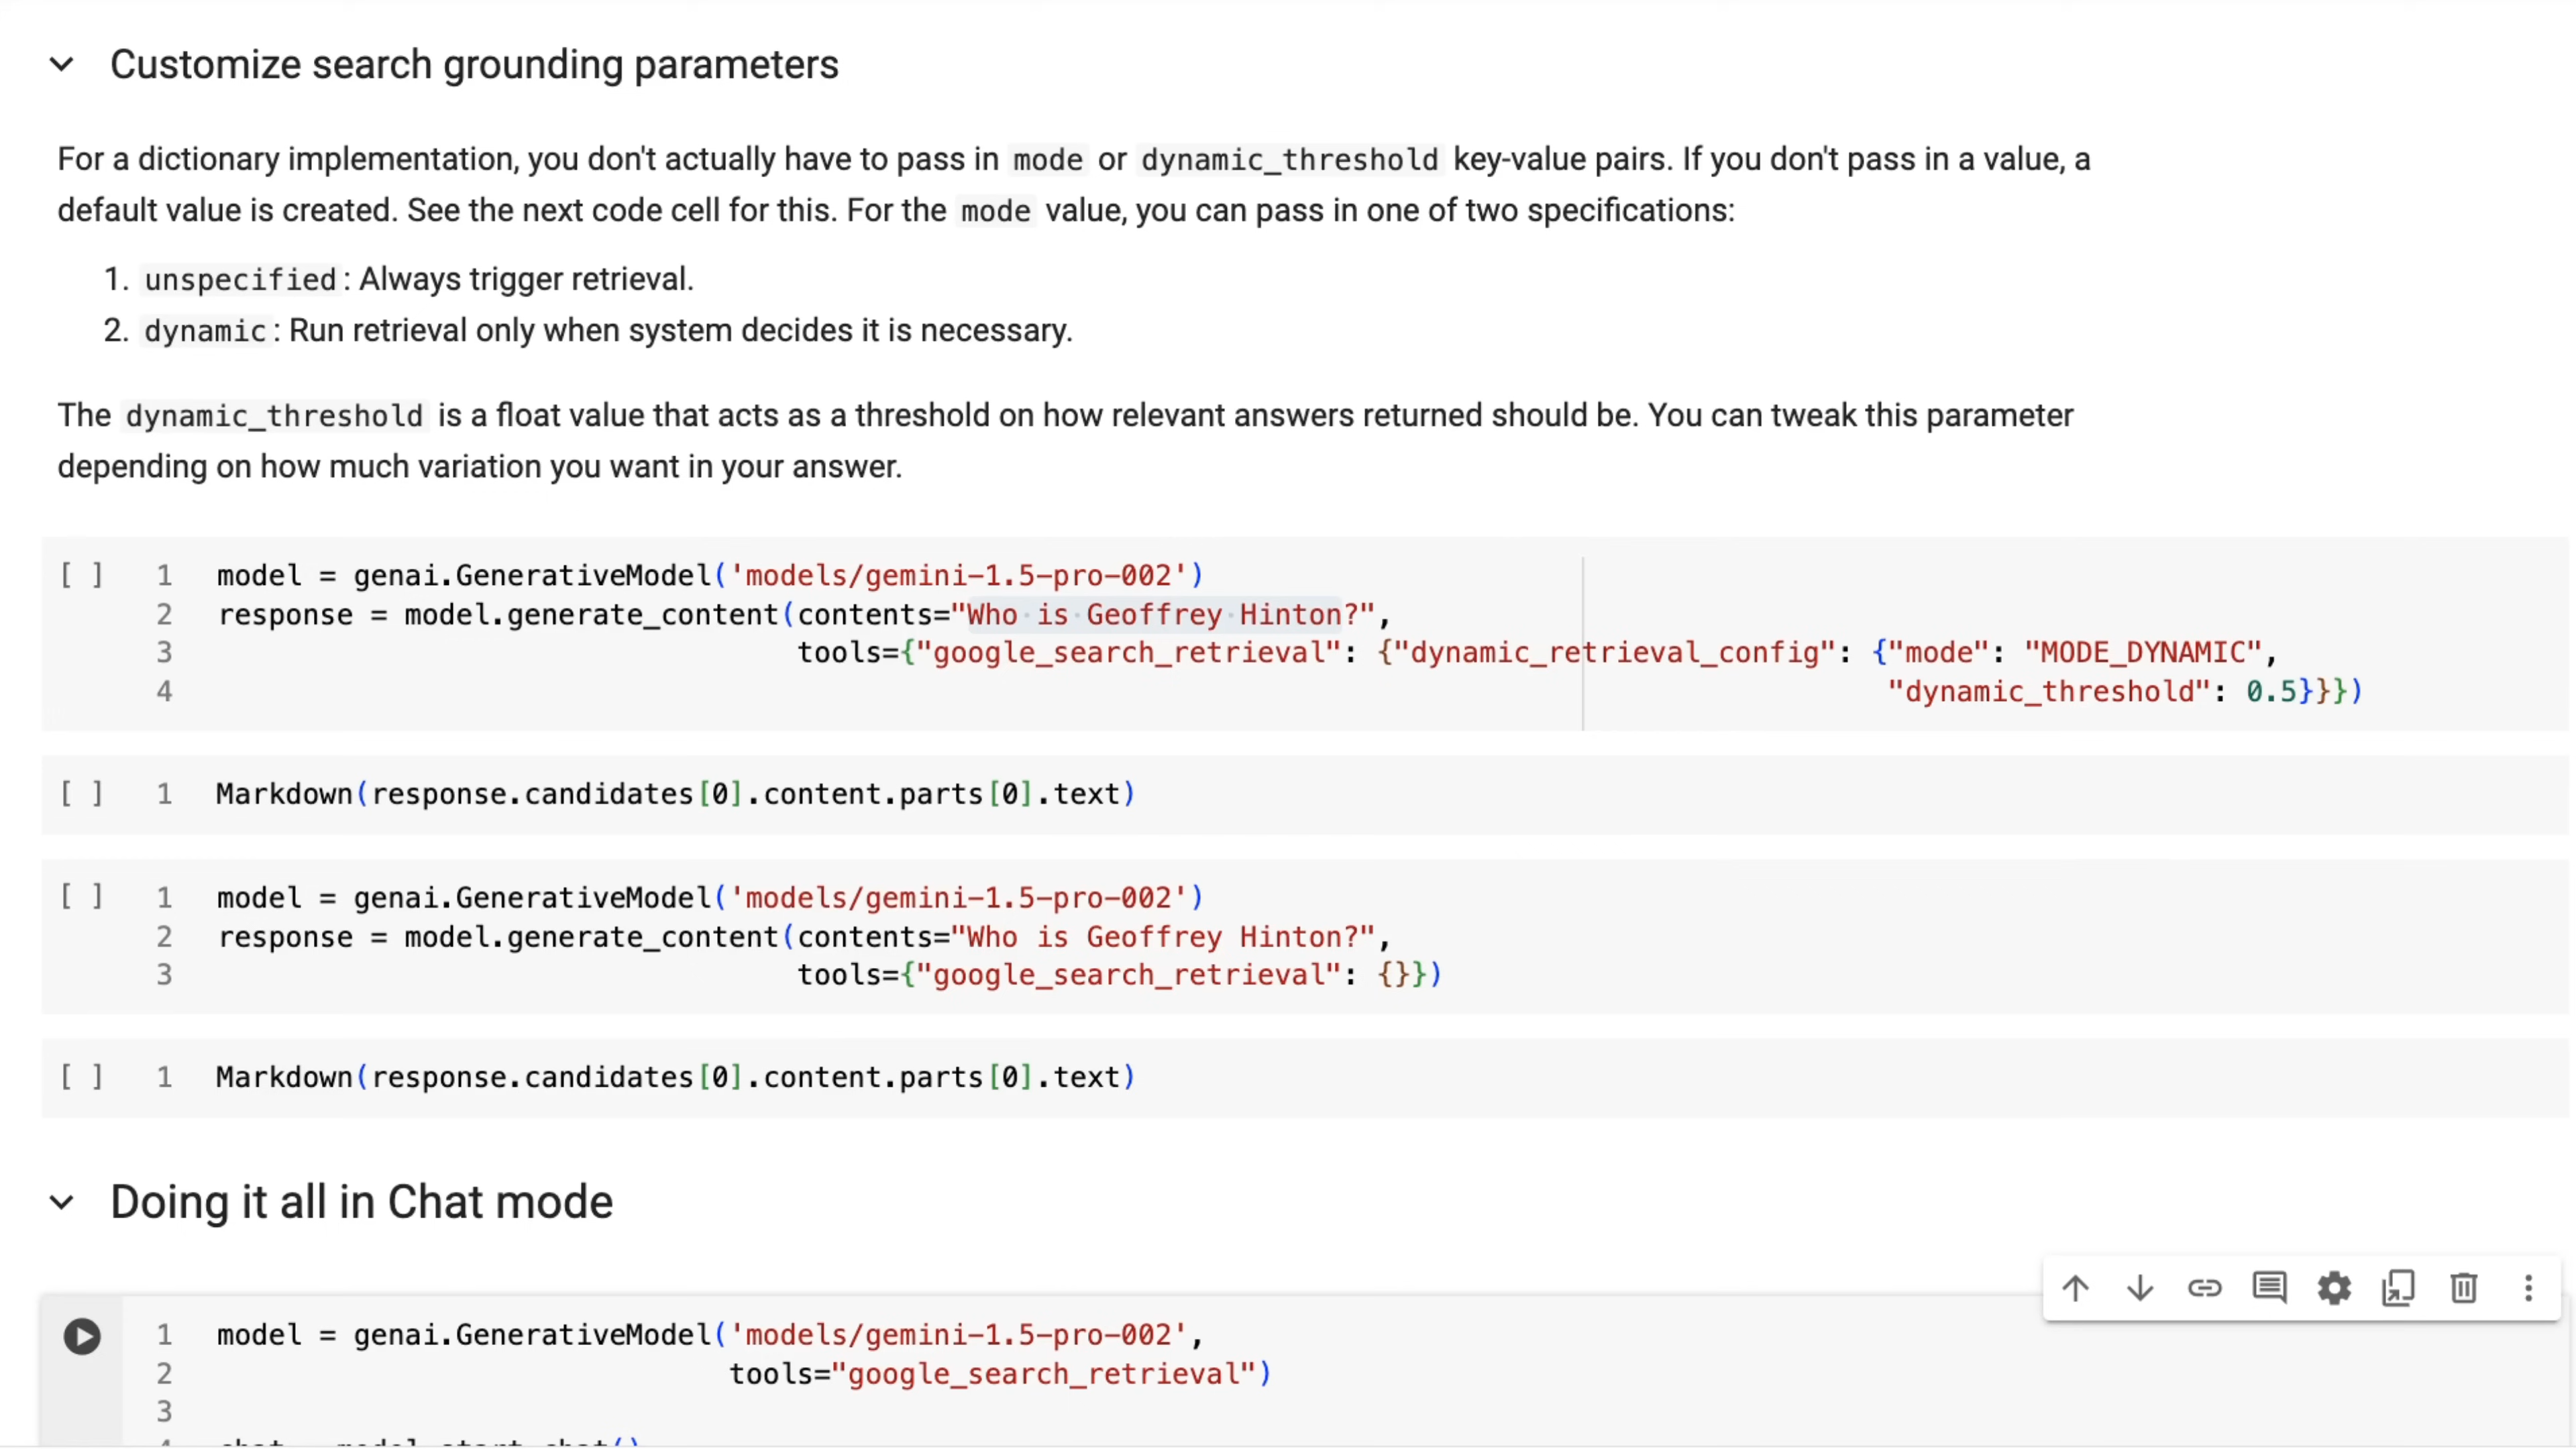 Customize search grounding parameters
For a dictionary implementation, you don't actually have to pass in mode or dynamic_threshold key-value pairs. If you don't pass in a value, a
default value is created. See the next code cell for this. For the mode value, you can pass in one of two specifications:
1. unspecified: Always trigger retrieval.
2. dynamic: Run retrieval only when system decides it is necessary.
The dynamic_threshold is a float value that acts as a threshold on how relevant answers returned should be. You can tweak this parameter
depending on how much variation you want in your answer.
[ ] 1 model = genai.GenerativeModel('models/gemini-1.5-pro-002')
2 response = model.generate_content(contents="Who is Geoffrey Hinton?",
3 tools={"google_search_retrieval": {"dynamic_retrieval_config": {"mode": "MODE_DYNAMIC",
4 "dynamic_threshold": 0.5}}})
[ ] 1 Markdown(response.candidates[0].content.parts[0].text)
[ ] 1 model = genai.GenerativeModel('models/gemini-1.5-pro-002')
2 response = model.generate_content(contents="Who is Geoffrey Hinton?",
3 tools={"google_search_retrieval": {}})
[ ] 1 Markdown(response.candidates[0].content.parts[0].text)
Doing it all in Chat mode
1 model = genai.GenerativeModel('models/gemini-1.5-pro-002',
2 tools="google_search_retrieval")
3
4 chat = model.start_chat()